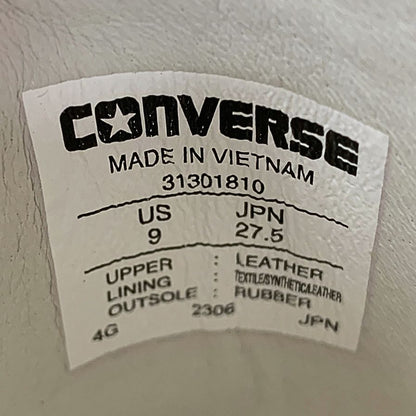 CONVERSE
MADE IN VIETNAM
31301810
US JPN
9 27.5
UPPER : LEATHER
LINING : TEXTILE/SYNTHETIC/LEATHER
OUTSOLE : RUBBER
4G 2306 JPN